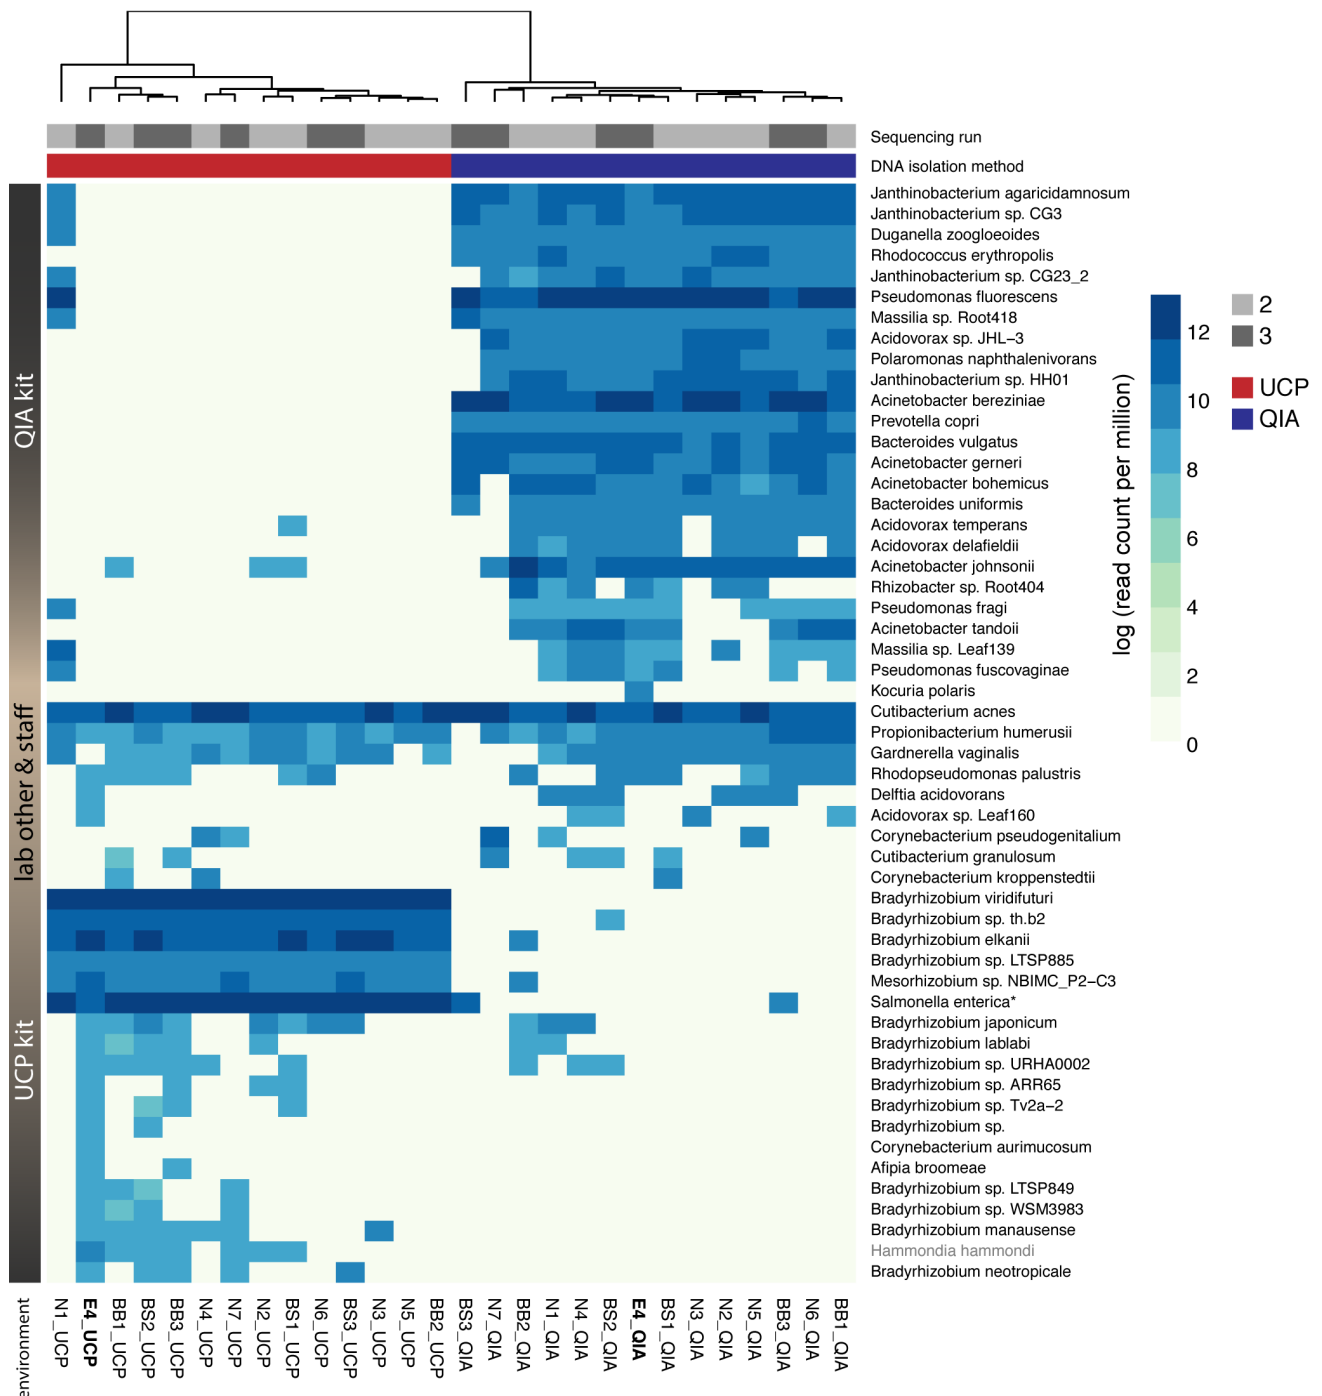 Sequencing run
DNA isolation method
Janthinobacterium agaricidamnosum
Janthinobacterium sp. CG3
Duganella zoogloeoides
Rhodococcus erythropolis
Janthinobacterium sp. CG23_2
Pseudomonas fluorescens
Massilia sp. Root418
Acidovorax sp. JHL−3
Polaromonas naphthalenivorans
Janthinobacterium sp. HH01
Acinetobacter bereziniae
Prevotella copri
Bacteroides vulgatus
Acinetobacter gerneri
Acinetobacter bohemicus
Bacteroides uniformis
Acidovorax temperans
Acidovorax delafieldii
Acinetobacter johnsonii
Rhizobacter sp. Root404
Pseudomonas fragi
Acinetobacter tandoii
Massilia sp. Leaf139
Pseudomonas fuscovaginae
Kocuria polaris
Cutibacterium acnes
Propionibacterium humerusii
Gardnerella vaginalis
Rhodopseudomonas palustris
Delftia acidovorans
Acidovorax sp. Leaf160
Corynebacterium pseudogenitalium
Cutibacterium granulosum
Corynebacterium kroppenstedtii
Bradyrhizobium viridifuturi
Bradyrhizobium sp. th.b2
Bradyrhizobium elkanii
Bradyrhizobium sp. LTSP885
Mesorhizobium sp. NBIMC_P2−C3
Salmonella enterica*
Bradyrhizobium japonicum
Bradyrhizobium lablabi
Bradyrhizobium sp. URHA0002
Bradyrhizobium sp. ARR65
Bradyrhizobium sp. Tv2a−2
Bradyrhizobium sp.
Corynebacterium aurimucosum
Afipia broomeae
Bradyrhizobium sp. LTSP849
Bradyrhizobium sp. WSM3983
Bradyrhizobium manausense
Hammondia hammondi
Bradyrhizobium neotropicale
QIA kit
lab other & staff
UCP kit
environment
N1_UCP
E4_UCP
BB1_UCP
BS2_UCP
BB3_UCP
N4_UCP
N7_UCP
N2_UCP
BS1_UCP
N6_UCP
BS3_UCP
N3_UCP
N5_UCP
BB2_UCP
BS3_QIA
N7_QIA
BB2_QIA
N1_QIA
N4_QIA
BS2_QIA
E4_QIA
BS1_QIA
N3_QIA
N2_QIA
N5_QIA
BB3_QIA
N6_QIA
BB1_QIA
log (read count per million)
12
10
8
6
4
2
0
2
3
UCP
QIA